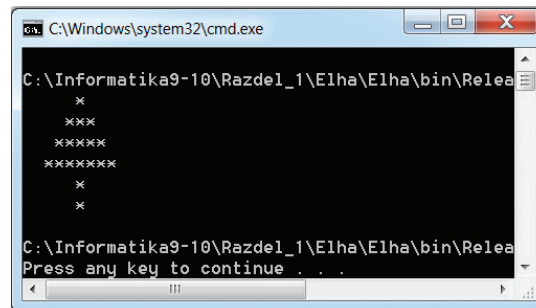 C:\Windows\system32\cmd.exe
C:\Informatika9-10\Razdel_1\Elha\Elha\bin\Relea
*
***
*****
*******
*
*
C:\Informatika9-10\Razdel_1\Elha\Elha\bin\Relea
Press any key to continue . . .